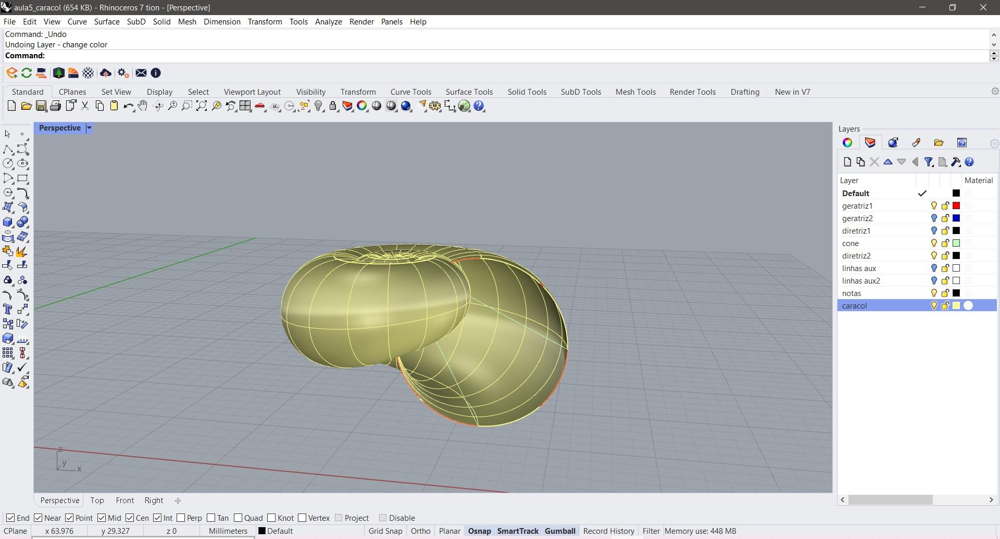 aula5_caracol (654 KB) - Rhinoceros 7 tion - [Perspective]
File Edit View Curve Surface SubD Solid Mesh Dimension Transform Tools Analyze Render Panels Help
Command: _Undo
Undoing Layer - change color
Command:
Standard CPlanes Set View Display Select Viewport Layout Visibility Transform Curve Tools Surface Tools Solid Tools SubD Tools Mesh Tools Render Tools Drafting New in V7
Perspective
Layers
Layer Material
Default
geratriz1
geratriz2
diretriz1
cone
diretriz2
linhas aux
linhas aux2
notas
caracol
z
y
x
Perspective Top Front Right
End Near Point Mid Cen Int Perp Tan Quad Knot Vertex Project Disable
CPlane x 63.976 y 29.327 z 0 Millimeters Default Grid Snap Ortho Planar Osnap SmartTrack Gumball Record History Filter Memory use: 448 MB